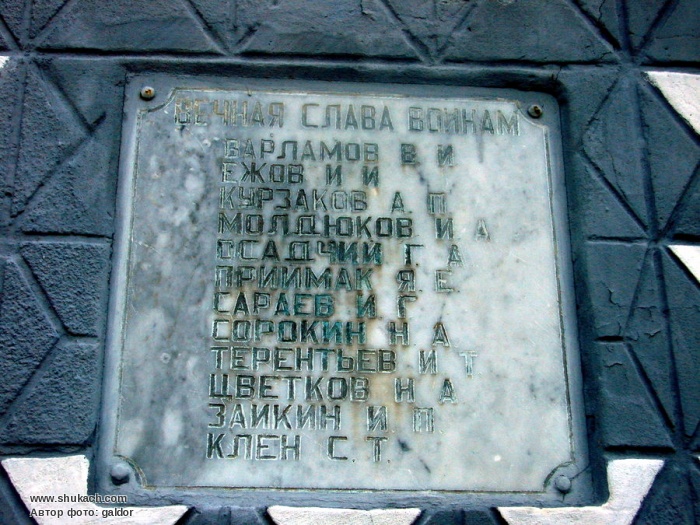 ВЕЧНАЯ СЛАВА ВОИНАМ
ВАРЛАМОВ В И
ЕЖОВ И И
КУРЗАКОВ А. П
МОЛДЮКОВ И А
ОСАДЧИЙ Г. А
ПРИИМАК Я. Е.
САРАЕВ И Г
СОРОКИН Н А
ТЕРЕНТЬЕВ И Т
ЦВЕТКОВ Н А
ЗАИКИН И П
КЛЕН С. Т.
www.shukach.com
Автор фото: galdor